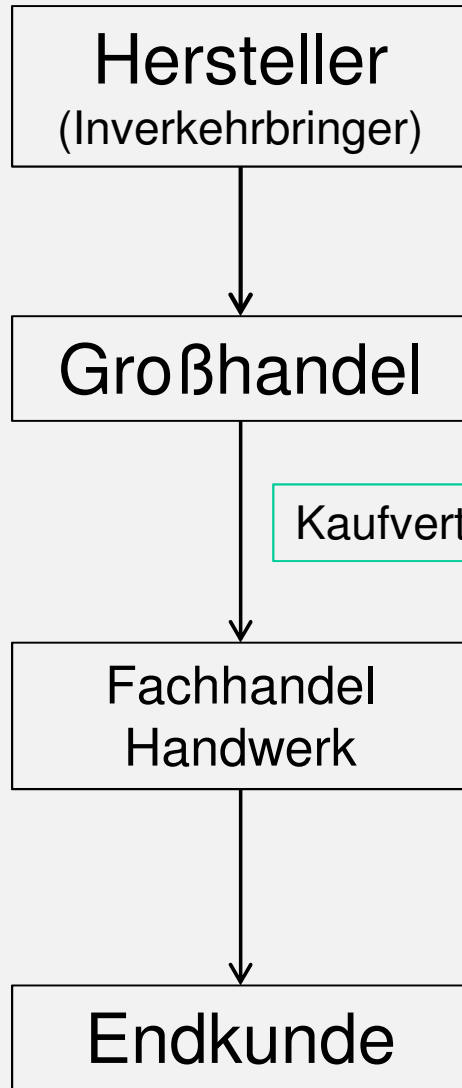 Hersteller
(Inverkehrbringer)
Großhandel
Kaufvert
Fachhandel
Handwerk
Endkunde